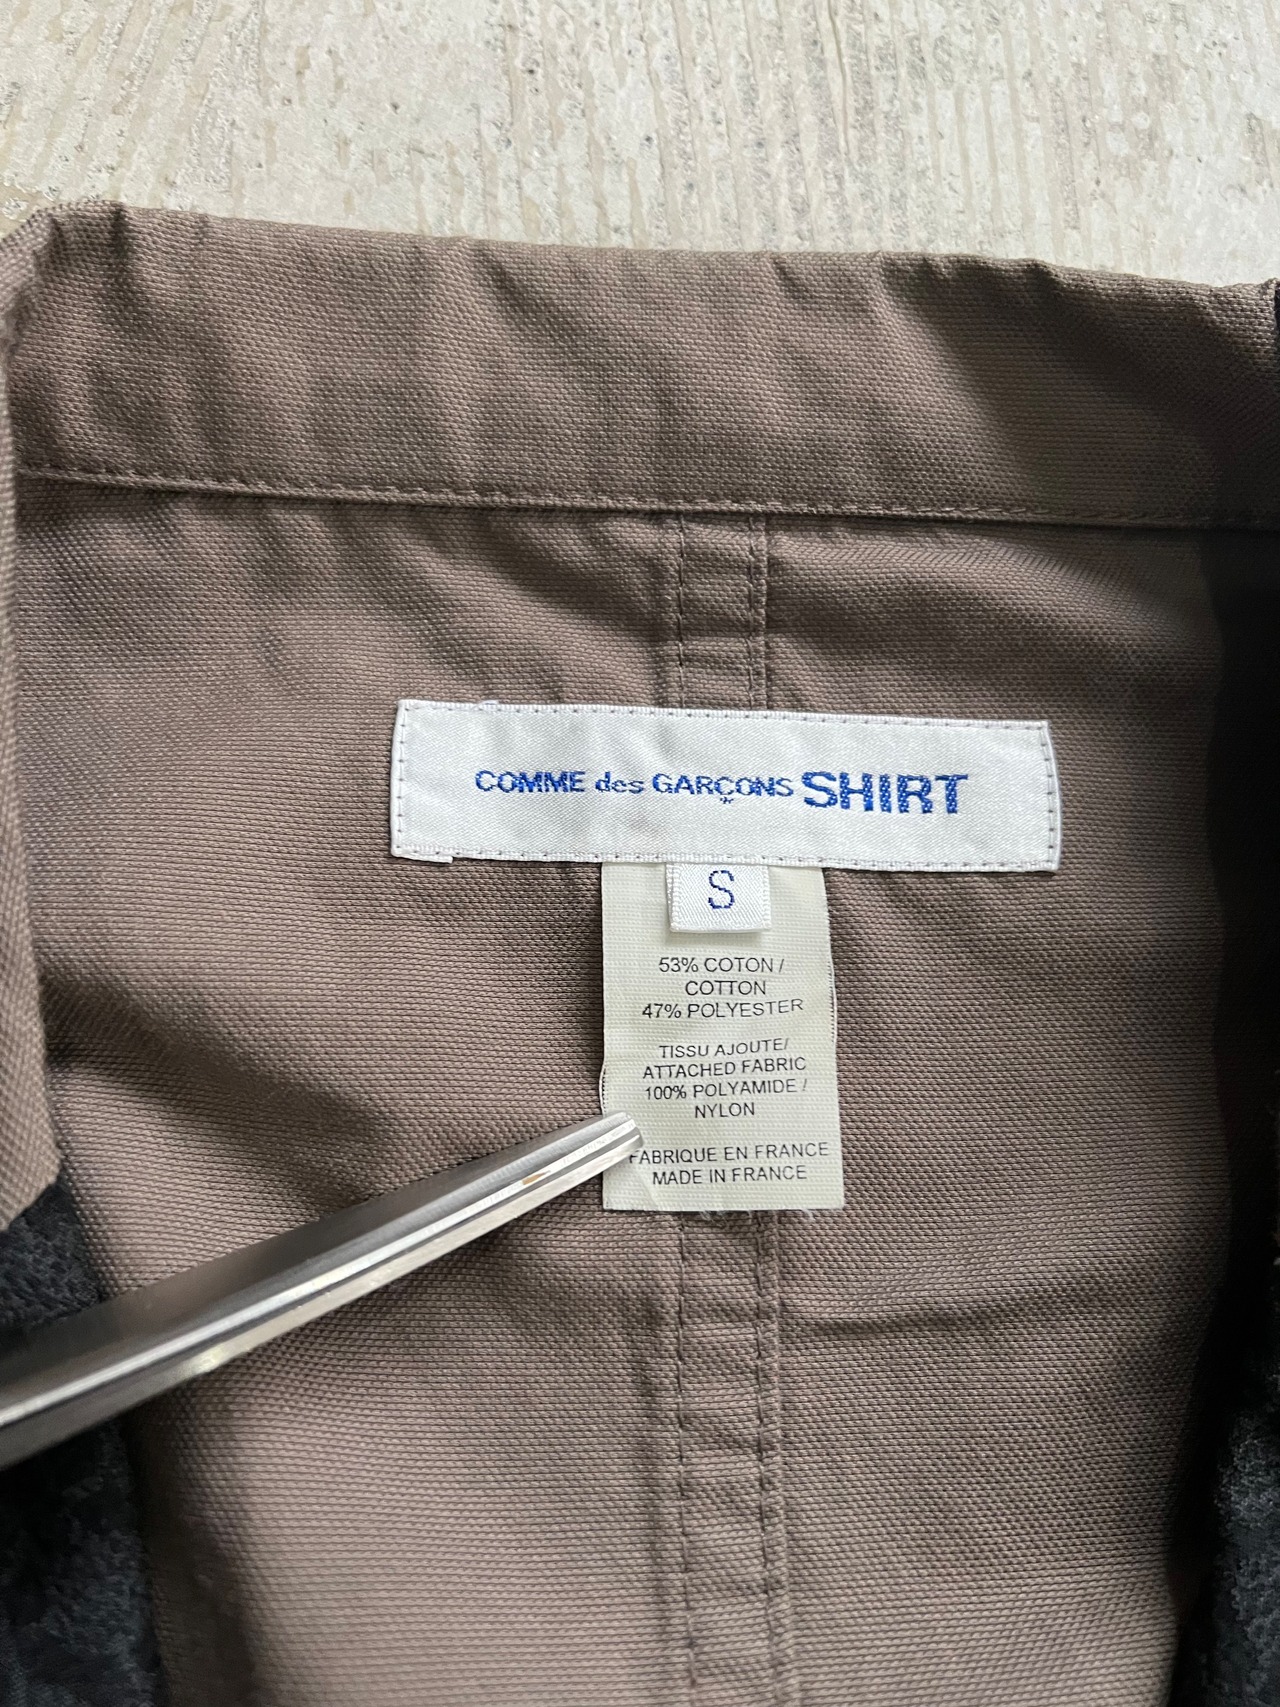 COMME des GARÇONS SHIRT
S
53% COTON /
COTTON
47% POLYESTER
TISSU AJOUTE/
ATTACHED FABRIC
100% POLYAMIDE /
NYLON
FABRIQUE EN FRANCE
MADE IN FRANCE